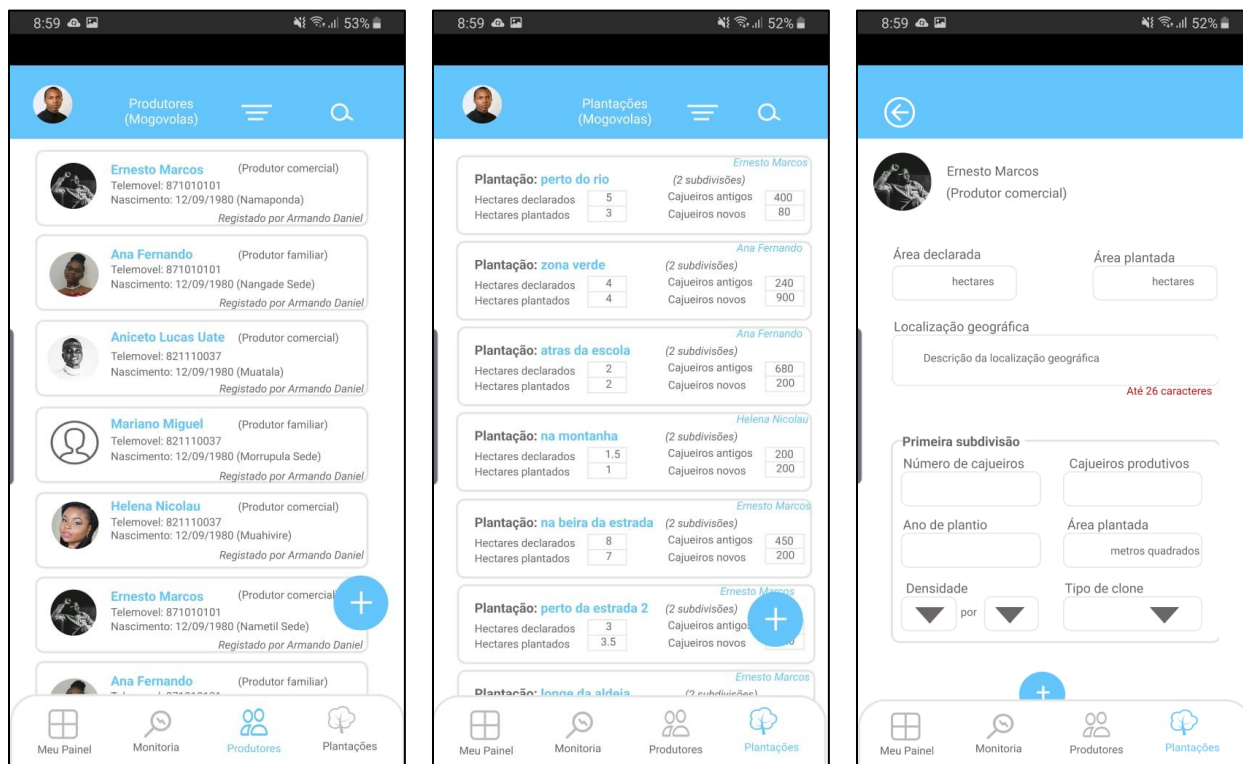 8:59
53%
Produtores
(Mogovolas)
Ernesto Marcos (Produtor comercial)
Telemovel: 871010101
Nascimento: 12/09/1980 (Namaponda)
Registado por Armando Daniel
Ana Fernando (Produtor familiar)
Telemovel: 871010101
Nascimento: 12/09/1980 (Nangade Sede)
Registado por Armando Daniel
Aniceto Lucas Uate (Produtor comercial)
Telemovel: 821110037
Nascimento: 12/09/1980 (Muatala)
Registado por Armando Daniel
Mariano Miguel (Produtor familiar)
Telemovel: 821110037
Nascimento: 12/09/1980 (Morrupula Sede)
Registado por Armando Daniel
Helena Nicolau (Produtor comercial)
Telemovel: 821110037
Nascimento: 12/09/1980 (Muahivire)
Registado por Armando Daniel
Ernesto Marcos (Produtor comercial
Telemovel: 871010101
Nascimento: 12/09/1980 (Nametil Sede)
Registado por Armando Daniel
Ana Fernando (Produtor familiar)
Meu Painel Monitoria Produtores Plantações
8:59
52%
Plantações
(Mogovolas)
Ernesto Marcos
Plantação: perto do rio (2 subdivisões)
Hectares declarados 5 Cajueiros antigos 400
Hectares plantados 3 Cajueiros novos 80
Ana Fernando
Plantação: zona verde (2 subdivisões)
Hectares declarados 4 Cajueiros antigos 240
Hectares plantados 4 Cajueiros novos 900
Ana Fernando
Plantação: atras da escola (2 subdivisões)
Hectares declarados 2 Cajueiros antigos 680
Hectares plantados 2 Cajueiros novos 200
Helena Nicolau
Plantação: na montanha (2 subdivisões)
Hectares declarados 1.5 Cajueiros antigos 200
Hectares plantados 1 Cajueiros novos 200
Ernesto Marcos
Plantação: na beira da estrada (2 subdivisões)
Hectares declarados 8 Cajueiros antigos 450
Hectares plantados 7 Cajueiros novos 200
Ernesto Marcos
Plantação: perto da estrada 2 (2 subdivisões)
Hectares declarados 3 Cajueiros antigos
Hectares plantados 3.5 Cajueiros novos
Ernesto Marcos
Plantação: longe da aldeia (2 subdivisões)
Meu Painel Monitoria Produtores Plantações
8:59
52%
Ernesto Marcos
(Produtor comercial)
Área declarada Área plantada
hectares hectares
Localização geográfica
Descrição da localização geográfica
Até 26 caracteres
Primeira subdivisão
Número de cajueiros Cajueiros produtivos
Ano de plantio Área plantada
metros quadrados
Densidade Tipo de clone
por
Meu Painel Monitoria Produtores Plantações